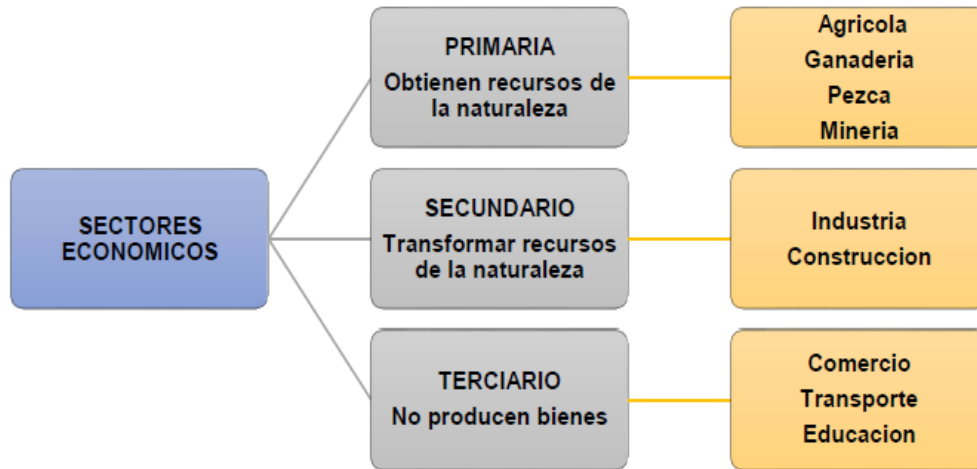 SECTORES
ECONOMICOS
PRIMARIA
Obtienen recursos de
la naturaleza
Agricola
Ganaderia
Pezca
Mineria
SECUNDARIO
Transformar recursos
de la naturaleza
Industria
Construccion
TERCIARIO
No producen bienes
Comercio
Transporte
Educacion